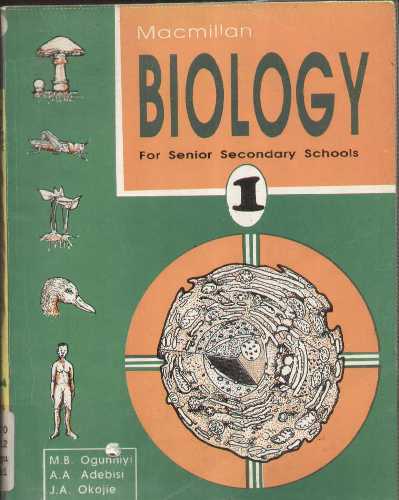 Macmillan
BIOLOGY
For Senior Secondary Schools
1
M.B. Ogunniyi
A.A. Adebisi
J.A. Okojie